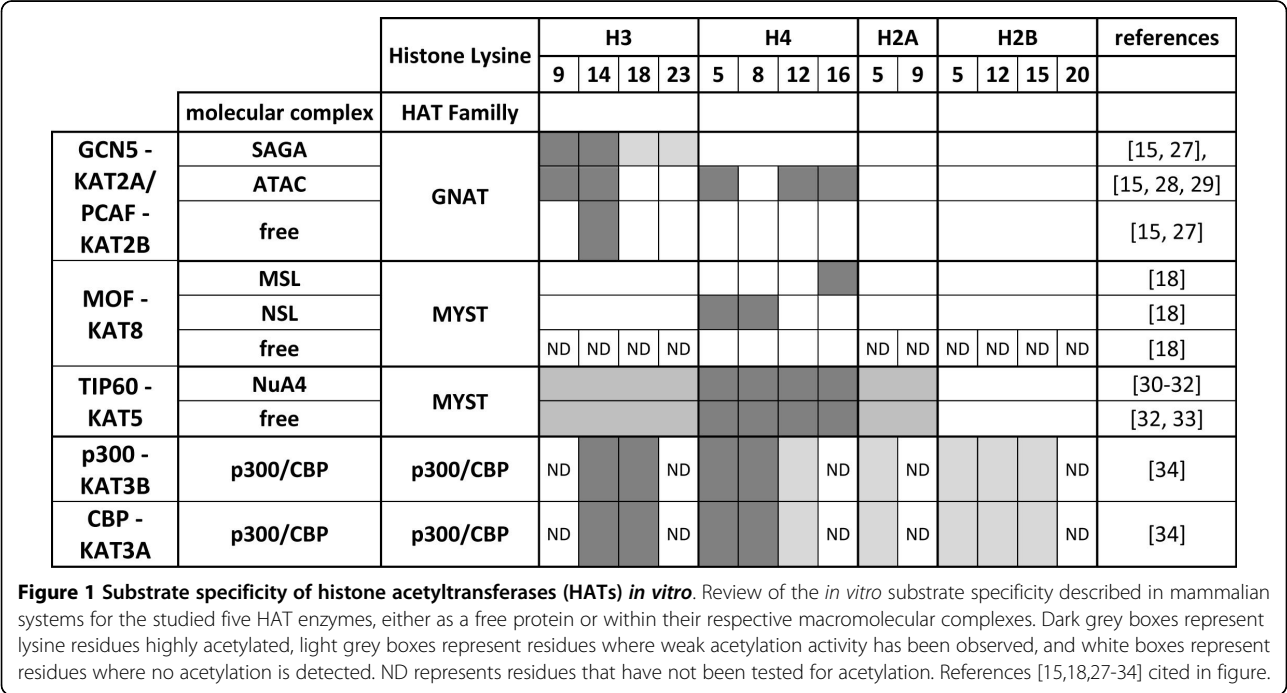 Histone Lysine H3 H4 H2A H2B references
9 14 18 23 5 8 12 16 5 9 5 12 15 20
molecular complex HAT Familly
GCN5 - KAT2A/ PCAF - KAT2B
SAGA GNAT [15, 27],
ATAC [15, 28, 29]
free [15, 27]
MOF - KAT8
MSL MYST [18]
NSL [18]
free ND ND ND ND ND ND ND ND ND ND [18]
TIP60 - KAT5
NuA4 MYST [30-32]
free [32, 33]
p300 - KAT3B
p300/CBP p300/CBP ND ND ND ND ND [34]
CBP - KAT3A
p300/CBP p300/CBP ND ND ND ND ND [34]
Figure 1 Substrate specificity of histone acetyltransferases (HATs) in vitro. Review of the in vitro substrate specificity described in mammalian
systems for the studied five HAT enzymes, either as a free protein or within their respective macromolecular complexes. Dark grey boxes represent
lysine residues highly acetylated, light grey boxes represent residues where weak acetylation activity has been observed, and white boxes represent
residues where no acetylation is detected. ND represents residues that have not been tested for acetylation. References [15,18,27-34] cited in figure.